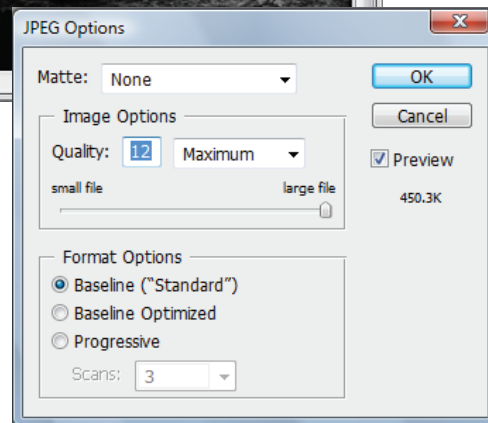 JPEG Options
Matte: None
OK
Image Options
Cancel
Quality: 12 Maximum
Preview
small file large file
450.3K
Format Options
Baseline (“Standard”)
Baseline Optimized
Progressive
Scans: 3